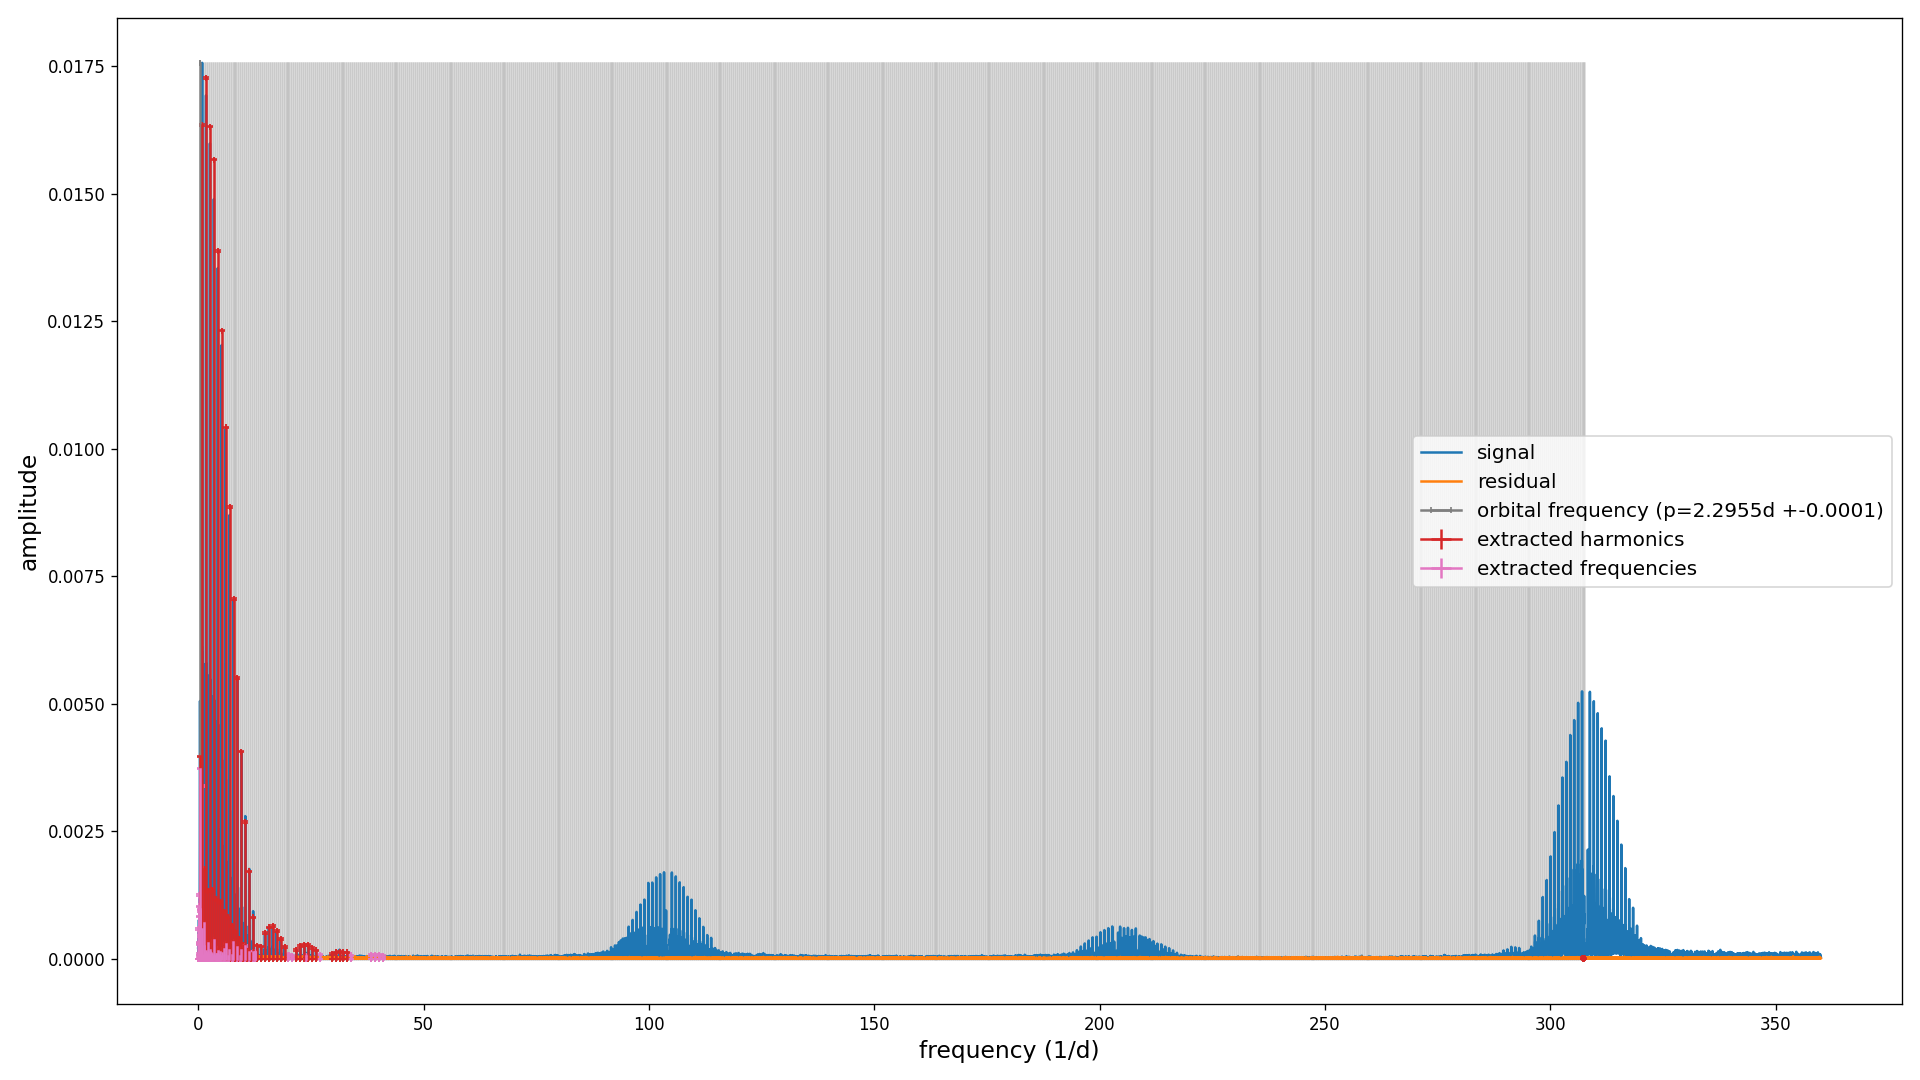 0.0175
0.0150
0.0125
0.0100
0.0075
0.0050
0.0025
0.0000
amplitude
signal
residual
orbital frequency (p=2.2955d +-0.0001)
extracted harmonics
extracted frequencies
0 50 100 150 200 250 300 350
frequency (1/d)